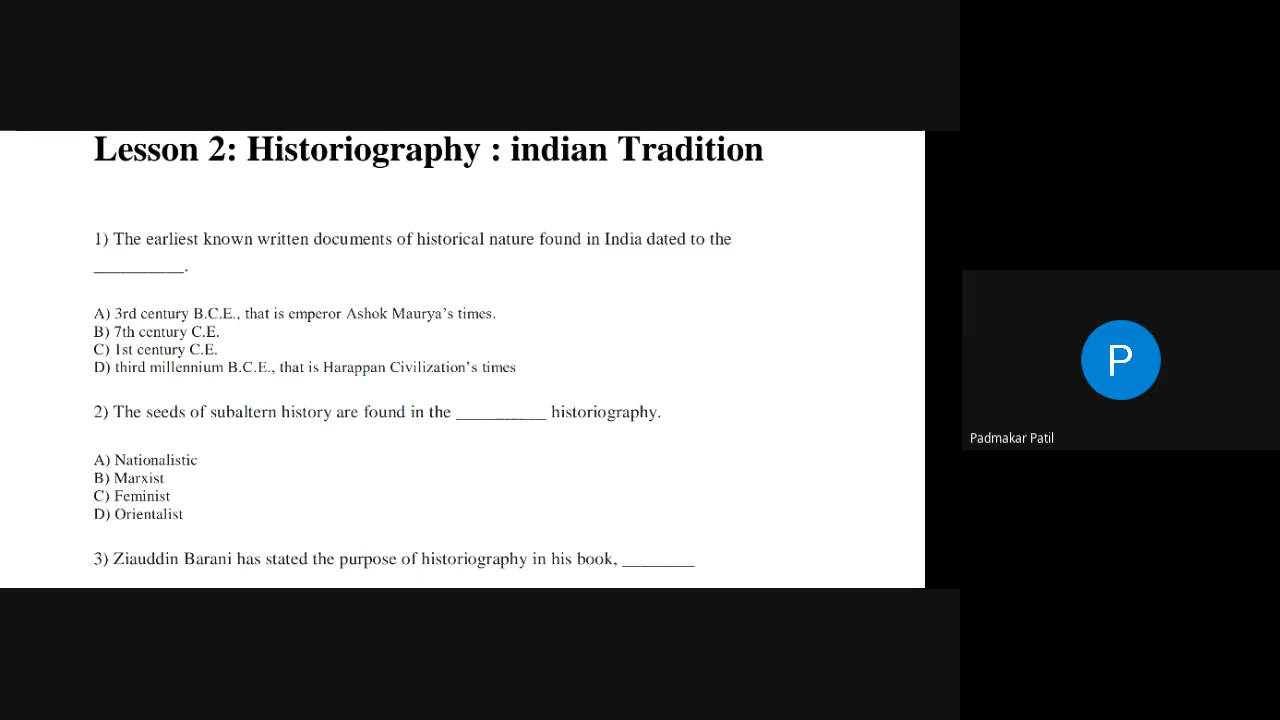 Lesson 2: Historiography : indian Tradition
1) The earliest known written documents of historical nature found in India dated to the
__________.
A) 3rd century B.C.E., that is emperor Ashok Maurya’s times.
B) 7th century C.E.
C) 1st century C.E.
D) third millennium B.C.E., that is Harappan Civilization’s times
2) The seeds of subaltern history are found in the __________ historiography.
A) Nationalistic
B) Marxist
C) Feminist
D) Orientalist
3) Ziauddin Barani has stated the purpose of historiography in his book, ________
P
Padmakar Patil